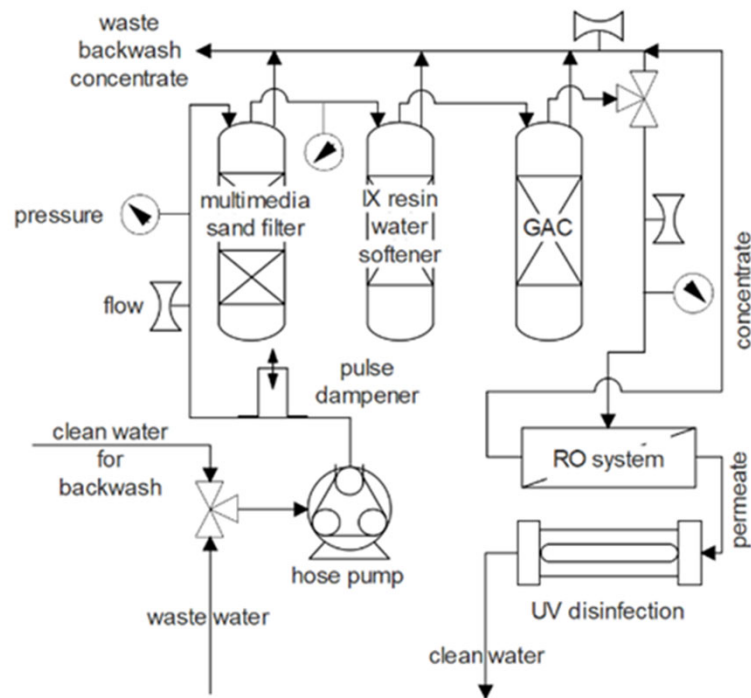 waste
backwash
concentrate
multimedia
sand filter
IX resin
water
softener
GAC
pressure
flow
concentrate
pulse
dampener
clean water
for
backwash
RO system
permeate
hose pump
UV disinfection
waste water
clean water